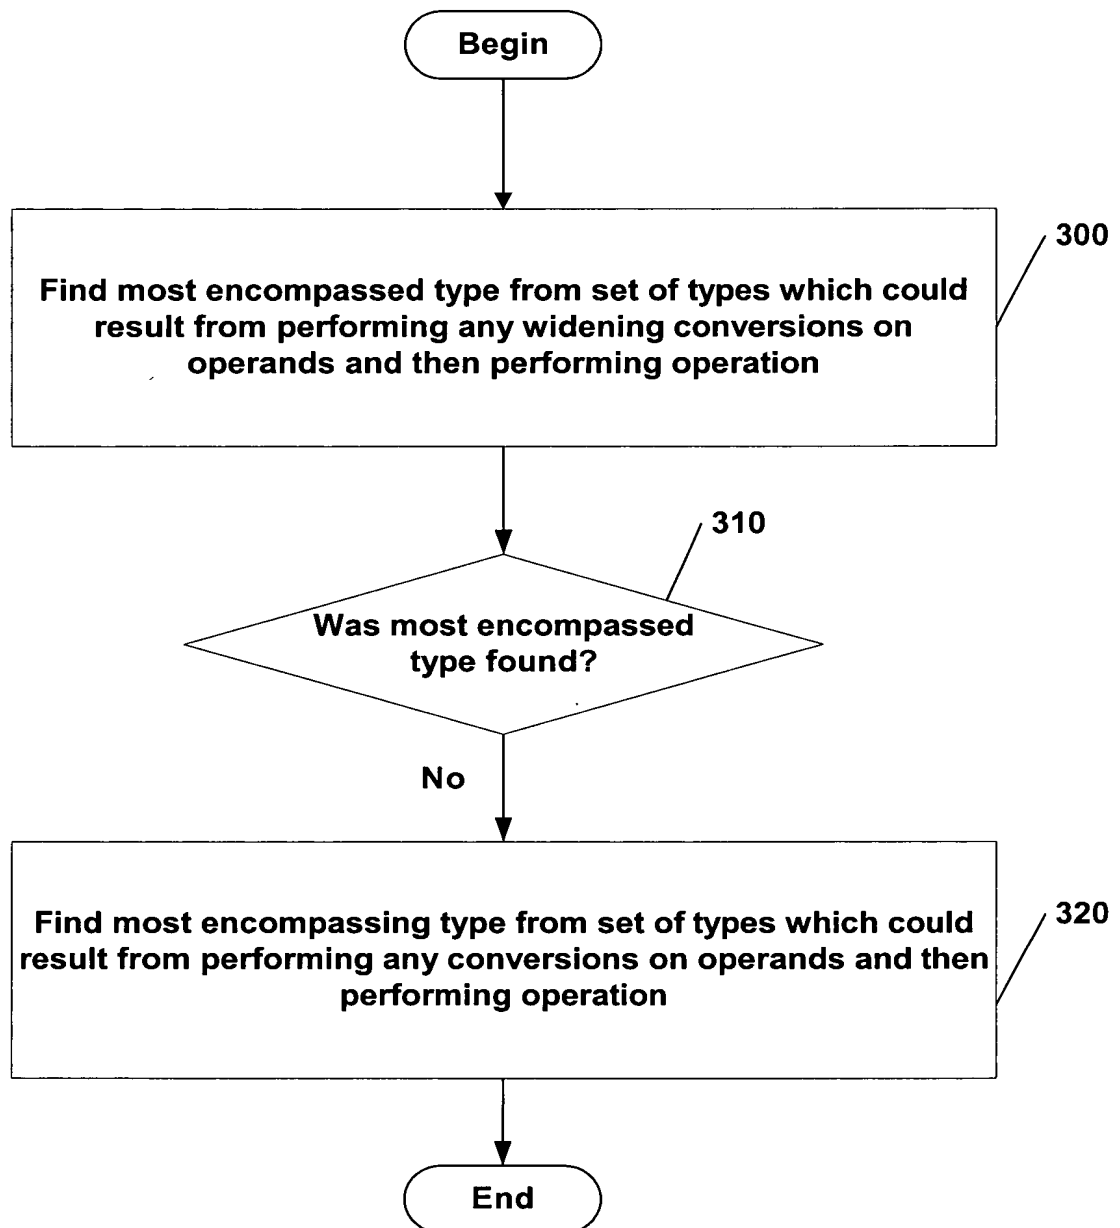 Begin
300
Find most encompassed type from set of types which could
result from performing any widening conversions on
operands and then performing operation
310
Was most encompassed
type found?
No
320
Find most encompassing type from set of types which could
result from performing any conversions on operands and then
performing operation
End